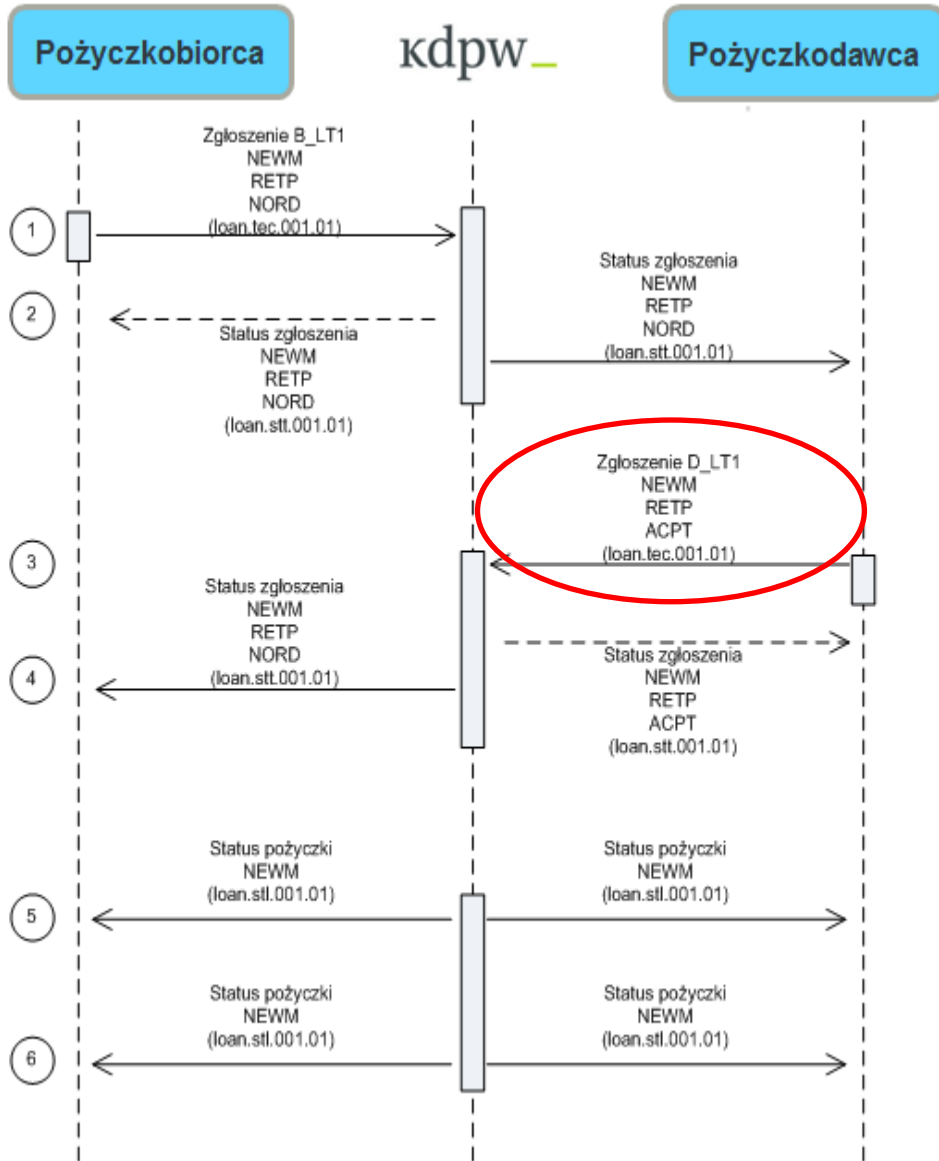 Pożyczkobiorca
kdpw_
Pożyczkodawca
Zgłoszenie B_LT1
NEWM
RETP
NORD
(loan.tec.001.01)
1
Status zgłoszenia
NEWM
RETP
NORD
(loan.stt.001.01)
2
Status zgłoszenia
NEWM
RETP
NORD
(loan.stt.001.01)
Zgłoszenie D_LT1
NEWM
RETP
ACPT
(loan.tec.001.01)
3
Status zgłoszenia
NEWM
RETP
NORD
(loan.stt.001.01)
4
Status zgłoszenia
NEWM
RETP
ACPT
(loan.stt.001.01)
Status pożyczki
NEWM
(loan.stl.001.01)
Status pożyczki
NEWM
(loan.stl.001.01)
5
Status pożyczki
NEWM
(loan.stl.001.01)
Status pożyczki
NEWM
(loan.stl.001.01)
6